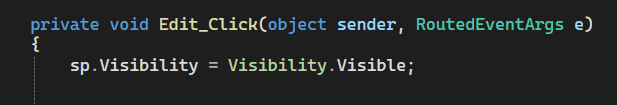 private void Edit_Click(object sender, RoutedEventArgs e)
{
sp.Visibility = Visibility.Visible;